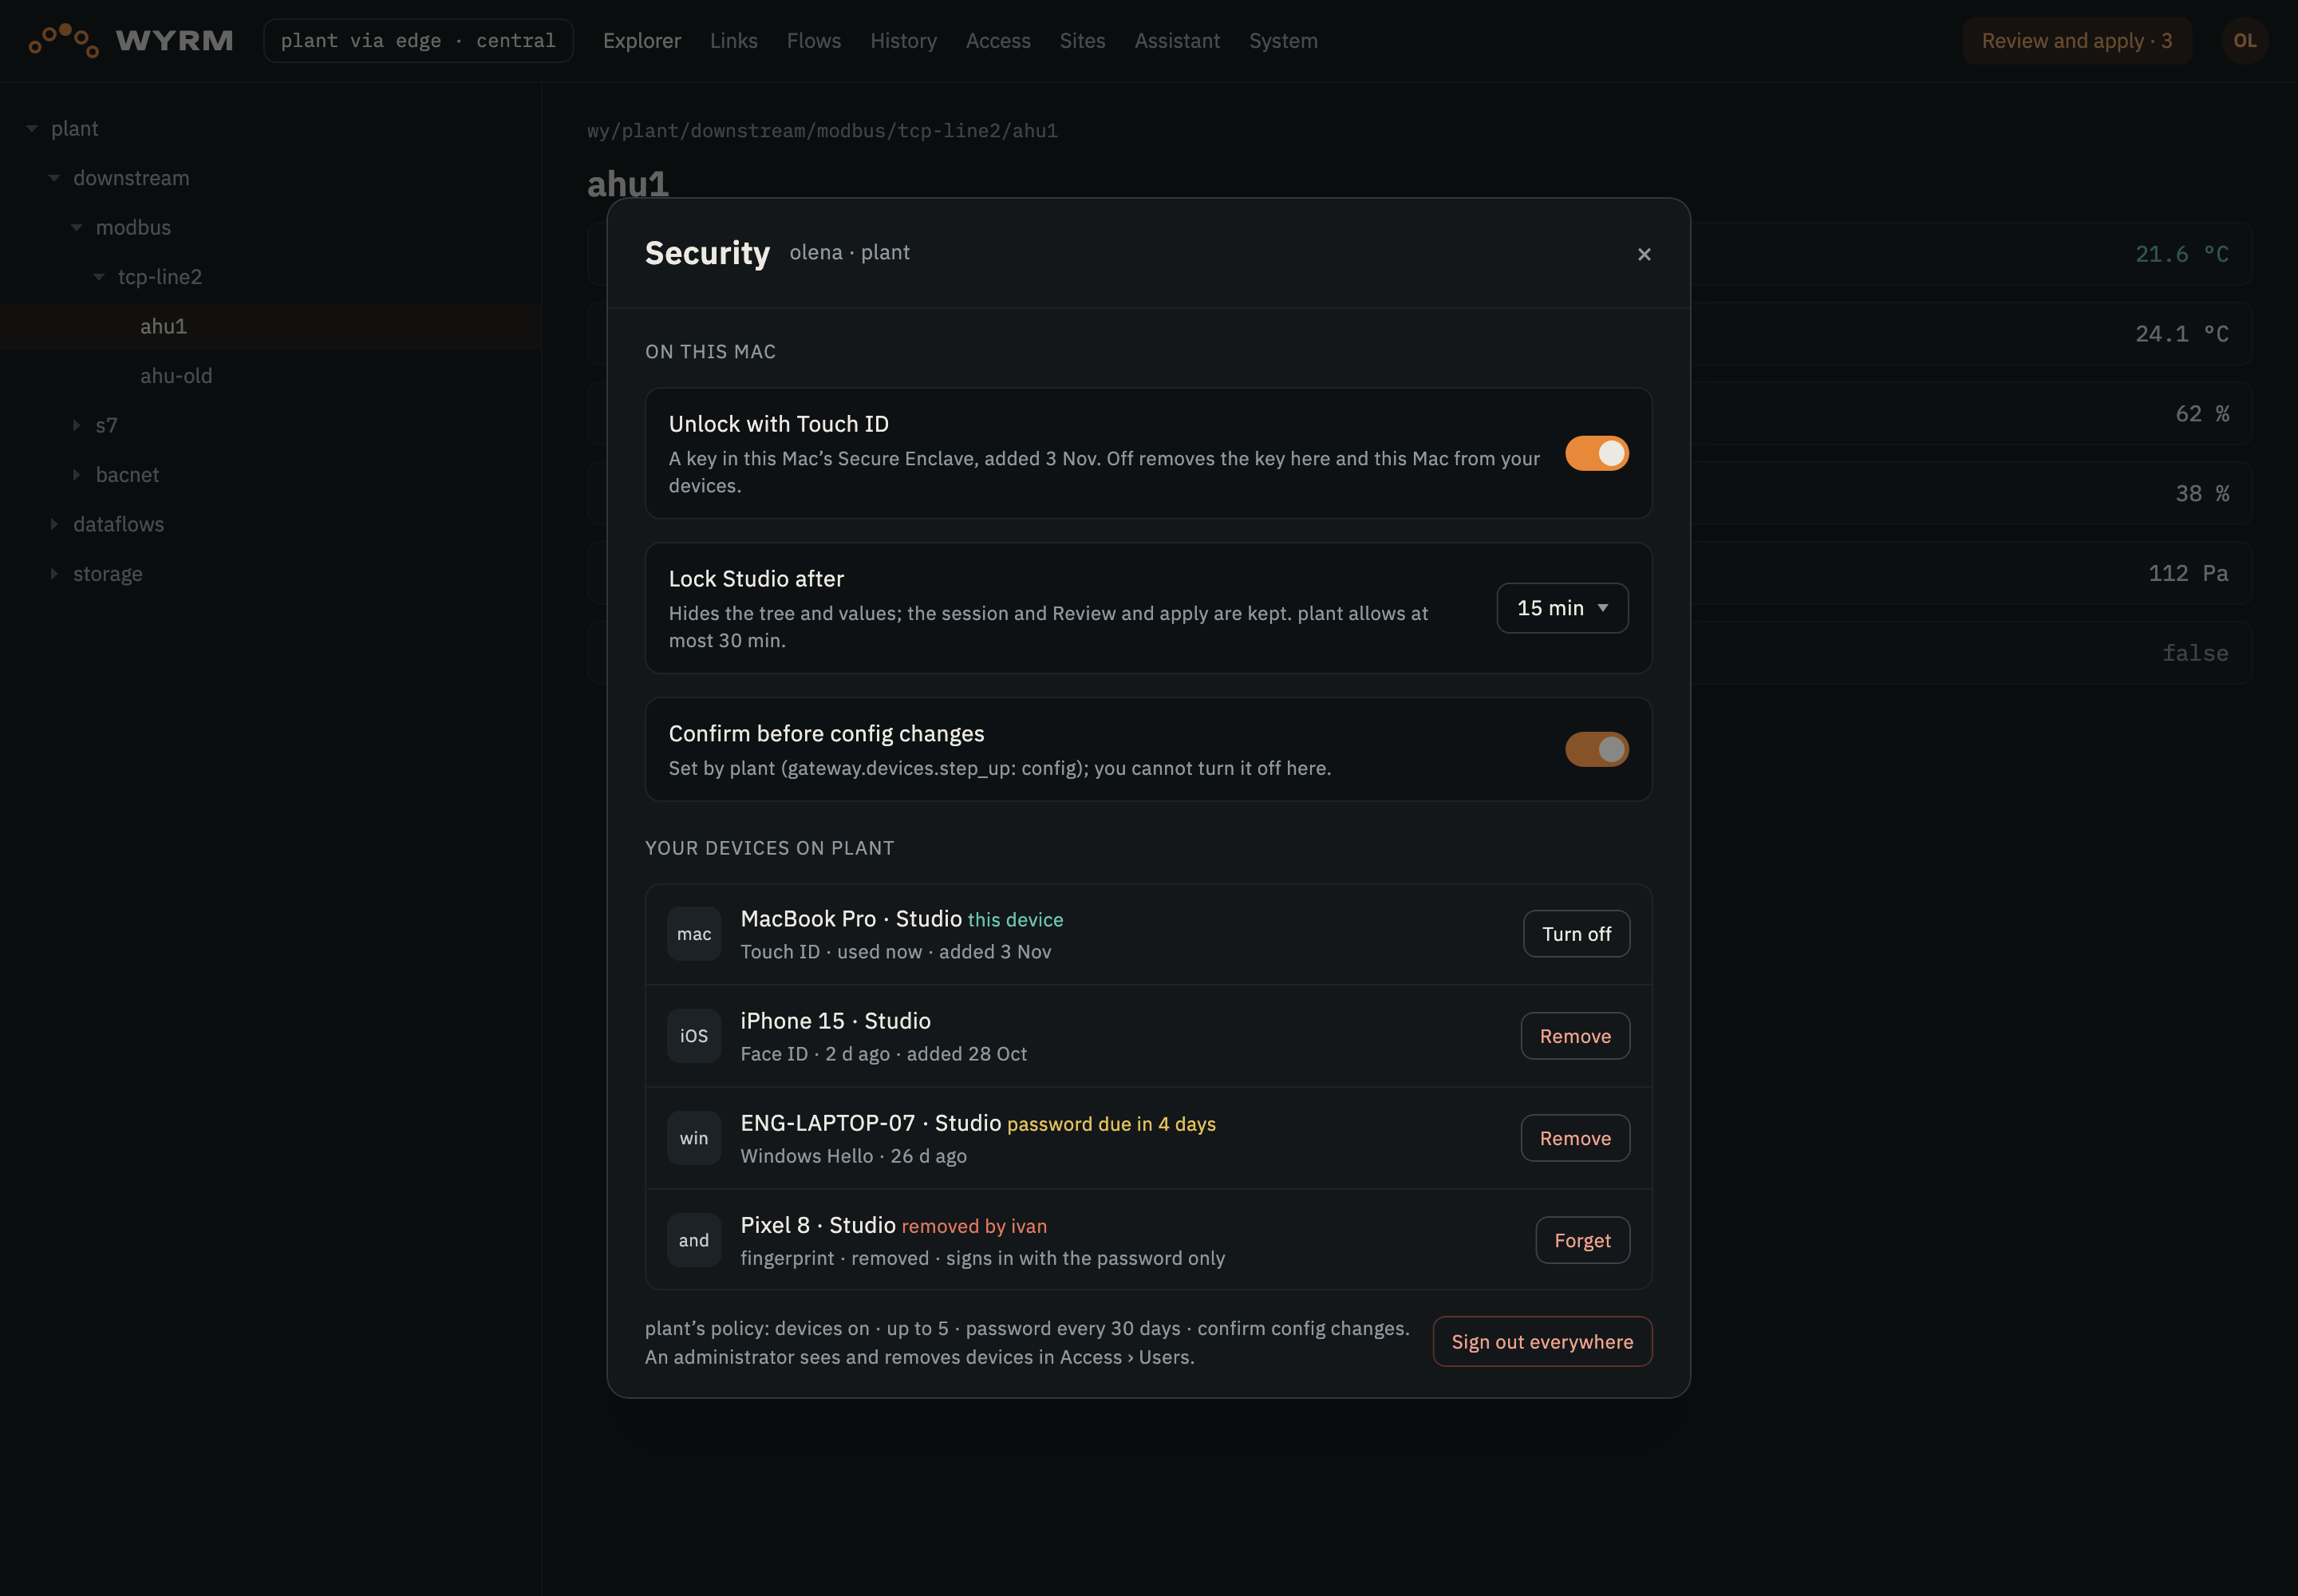 WYRM
plant via edge · central
Explorer
Links
Flows
History
Access
Sites
Assistant
System
Review and apply · 3
OL
plant
downstream
modbus
tcp-line2
ahu1
ahu-old
s7
bacnet
dataflows
storage
wy/plant/downstream/modbus/tcp-line2/ahu1
ahu1
21.6 °C
24.1 °C
62 %
38 %
112 Pa
false
Security
olena · plant
×
ON THIS MAC
Unlock with Touch ID
A key in this Mac’s Secure Enclave, added 3 Nov. Off removes the key here and this Mac from your
devices.
Lock Studio after
Hides the tree and values; the session and Review and apply are kept. plant allows at
most 30 min.
15 min
Confirm before config changes
Set by plant (gateway.devices.step_up: config); you cannot turn it off here.
YOUR DEVICES ON PLANT
mac
MacBook Pro · Studio this device
Touch ID · used now · added 3 Nov
Turn off
iOS
iPhone 15 · Studio
Face ID · 2 d ago · added 28 Oct
Remove
win
ENG-LAPTOP-07 · Studio password due in 4 days
Windows Hello · 26 d ago
Remove
and
Pixel 8 · Studio removed by ivan
fingerprint · removed · signs in with the password only
Forget
plant’s policy: devices on · up to 5 · password every 30 days · confirm config changes.
An administrator sees and removes devices in Access › Users.
Sign out everywhere